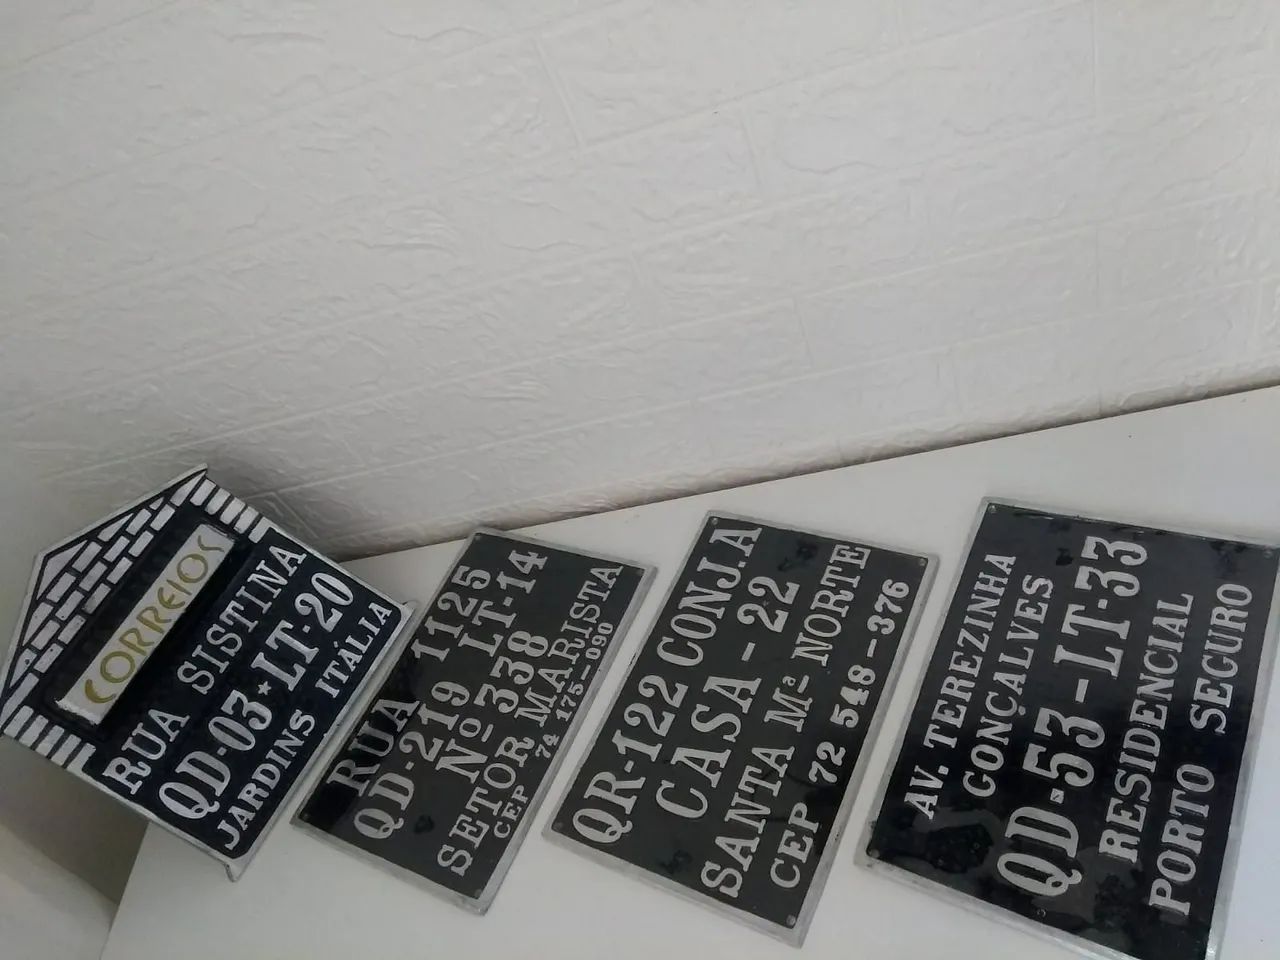 CORREIOS
RUA SISTINA
QD-03★LT-20
JARDINS ITÁLIA
RUA 1125
QD-219 LT-14
Nº 338
SETOR MARISTA
CEP 74 175-090
QR-122 CONJ.A
CASA - 22
SANTA Mª NORTE
CEP 72 548-376
AV. TEREZINHA
GONÇALVES
QD-53-LT-33
RESIDENCIAL
PORTO SEGURO